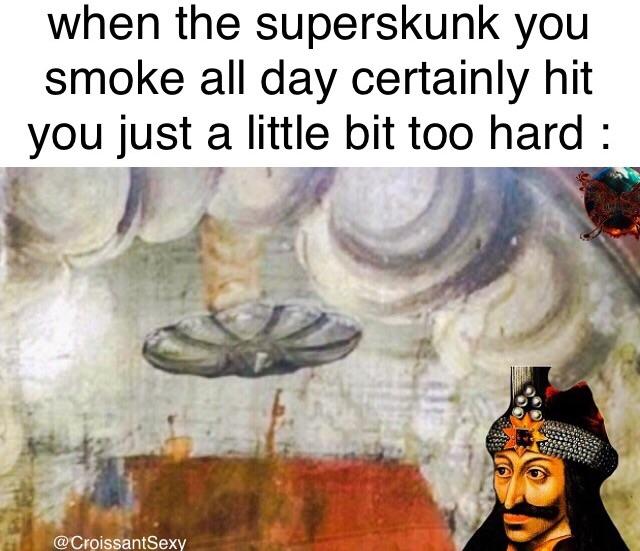 when the superskunk you
smoke all day certainly hit
you just a little bit too hard :
@CroissantSexy